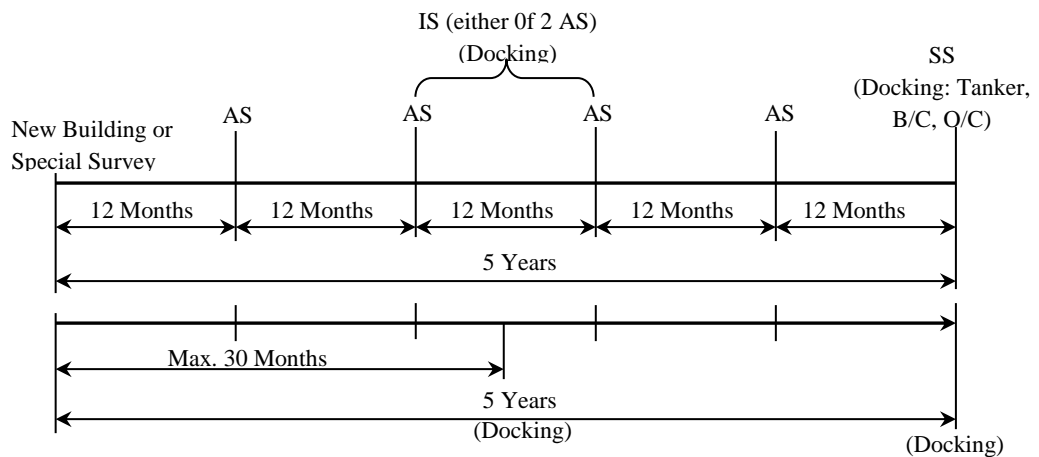 IS (either 0f 2 AS)
(Docking)
SS
(Docking: Tanker,
B/C, O/C)
New Building or
Special Survey
AS
AS
AS
AS
12 Months
12 Months
12 Months
12 Months
12 Months
5 Years
Max. 30 Months
5 Years
(Docking)
(Docking)